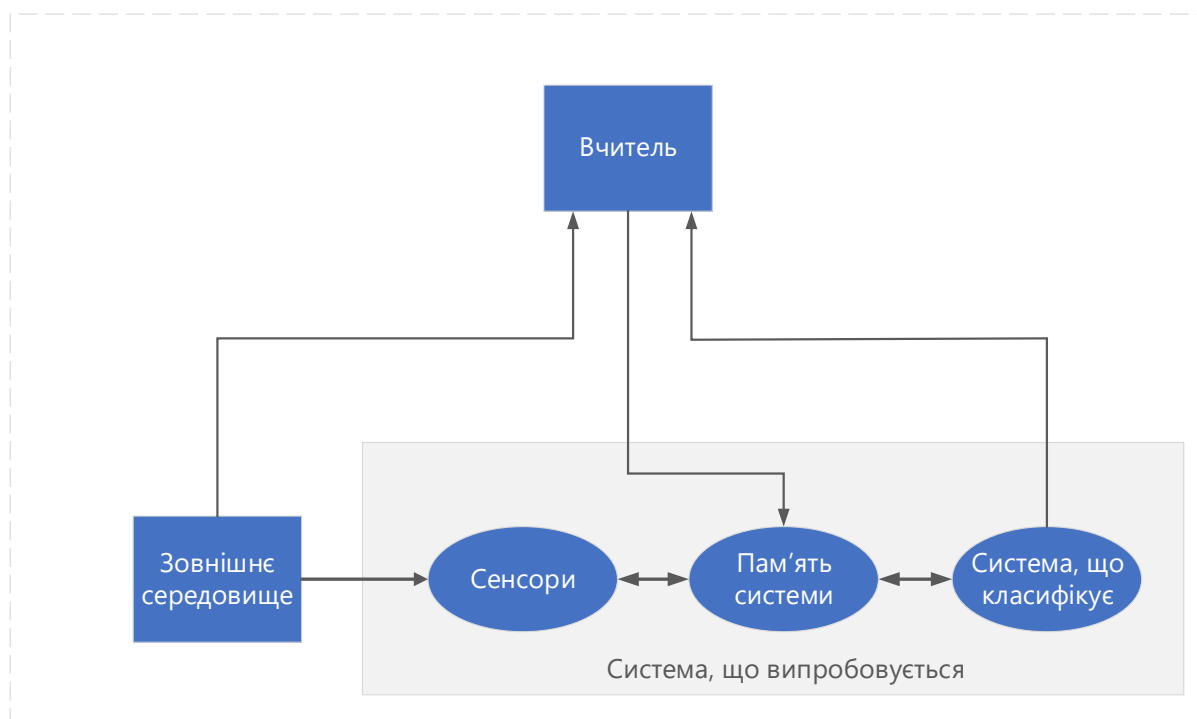 Вчитель
Зовнішнє
середовище
Сенсори
Пам’ять
системи
Система, що
класифікує
Система, що випробовується